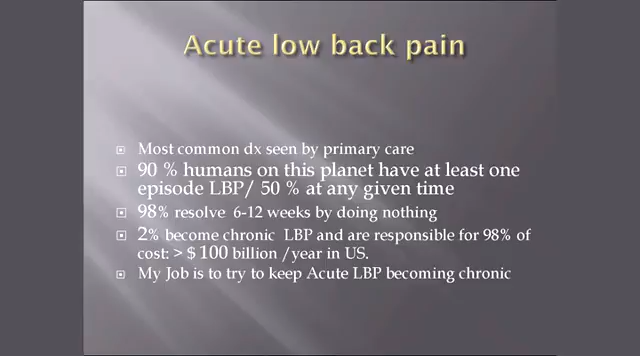 Acute low back pain
Most common dx seen by primary care
90 % humans on this planet have at least one
episode LBP/ 50 % at any given time
98% resolve 6-12 weeks by doing nothing
2% become chronic LBP and are responsible for 98% of
cost: > $ 100 billion /year in US.
My Job is to try to keep Acute LBP becoming chronic